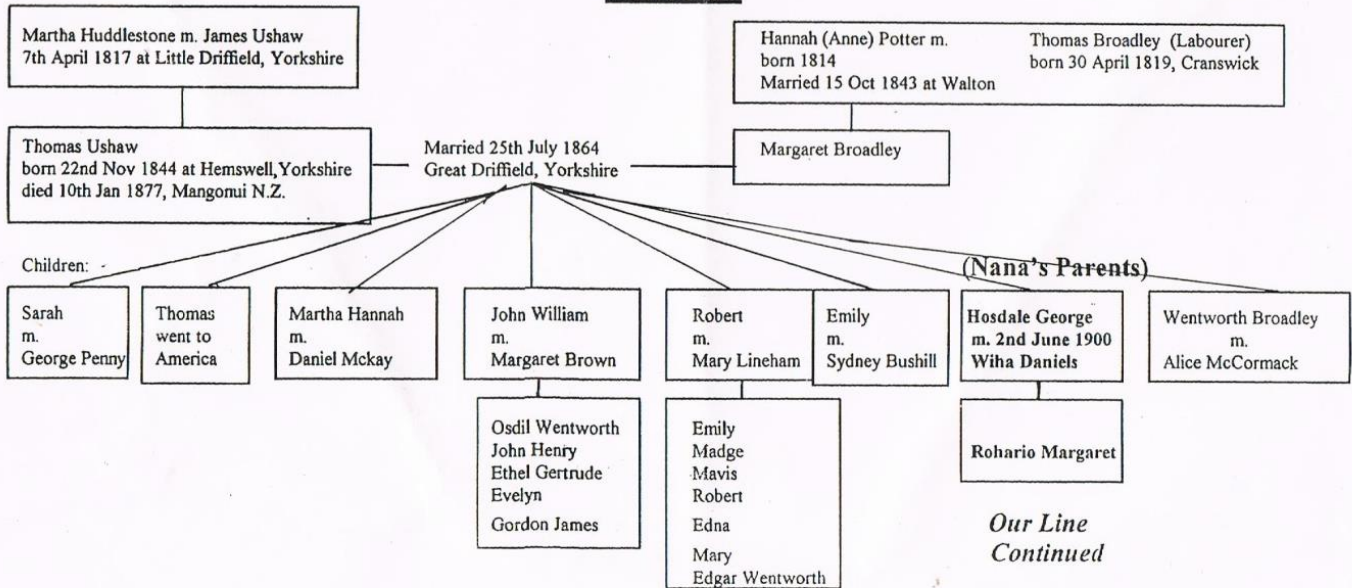 Martha Huddlestone m. James Ushaw
7th April 1817 at Little Driffield, Yorkshire
Hannah (Anne) Potter m.
born 1814
Married 15 Oct 1843 at Walton
Thomas Broadley (Labourer)
born 30 April 1819, Cranswick
Thomas Ushaw
born 22nd Nov 1844 at Hemswell, Yorkshire
died 10th Jan 1877, Mangonui N.Z.
Married 25th July 1864
Great Driffield, Yorkshire
Margaret Broadley
Children:
(Nana's Parents)
Sarah
m.
George Penny
Thomas
went to
America
Martha Hannah
m.
Daniel Mckay
John William
m.
Margaret Brown
Robert
m.
Mary Lineham
Emily
m.
Sydney Bushill
Hosdale George
m. 2nd June 1900
Wiha Daniels
Wentworth Broadley
m.
Alice McCormack
Osdil Wentworth
John Henry
Ethel Gertrude
Evelyn
Gordon James
Emily
Madge
Mavis
Robert
Edna
Mary
Edgar Wentworth
Rohario Margaret
Our Line
Continued